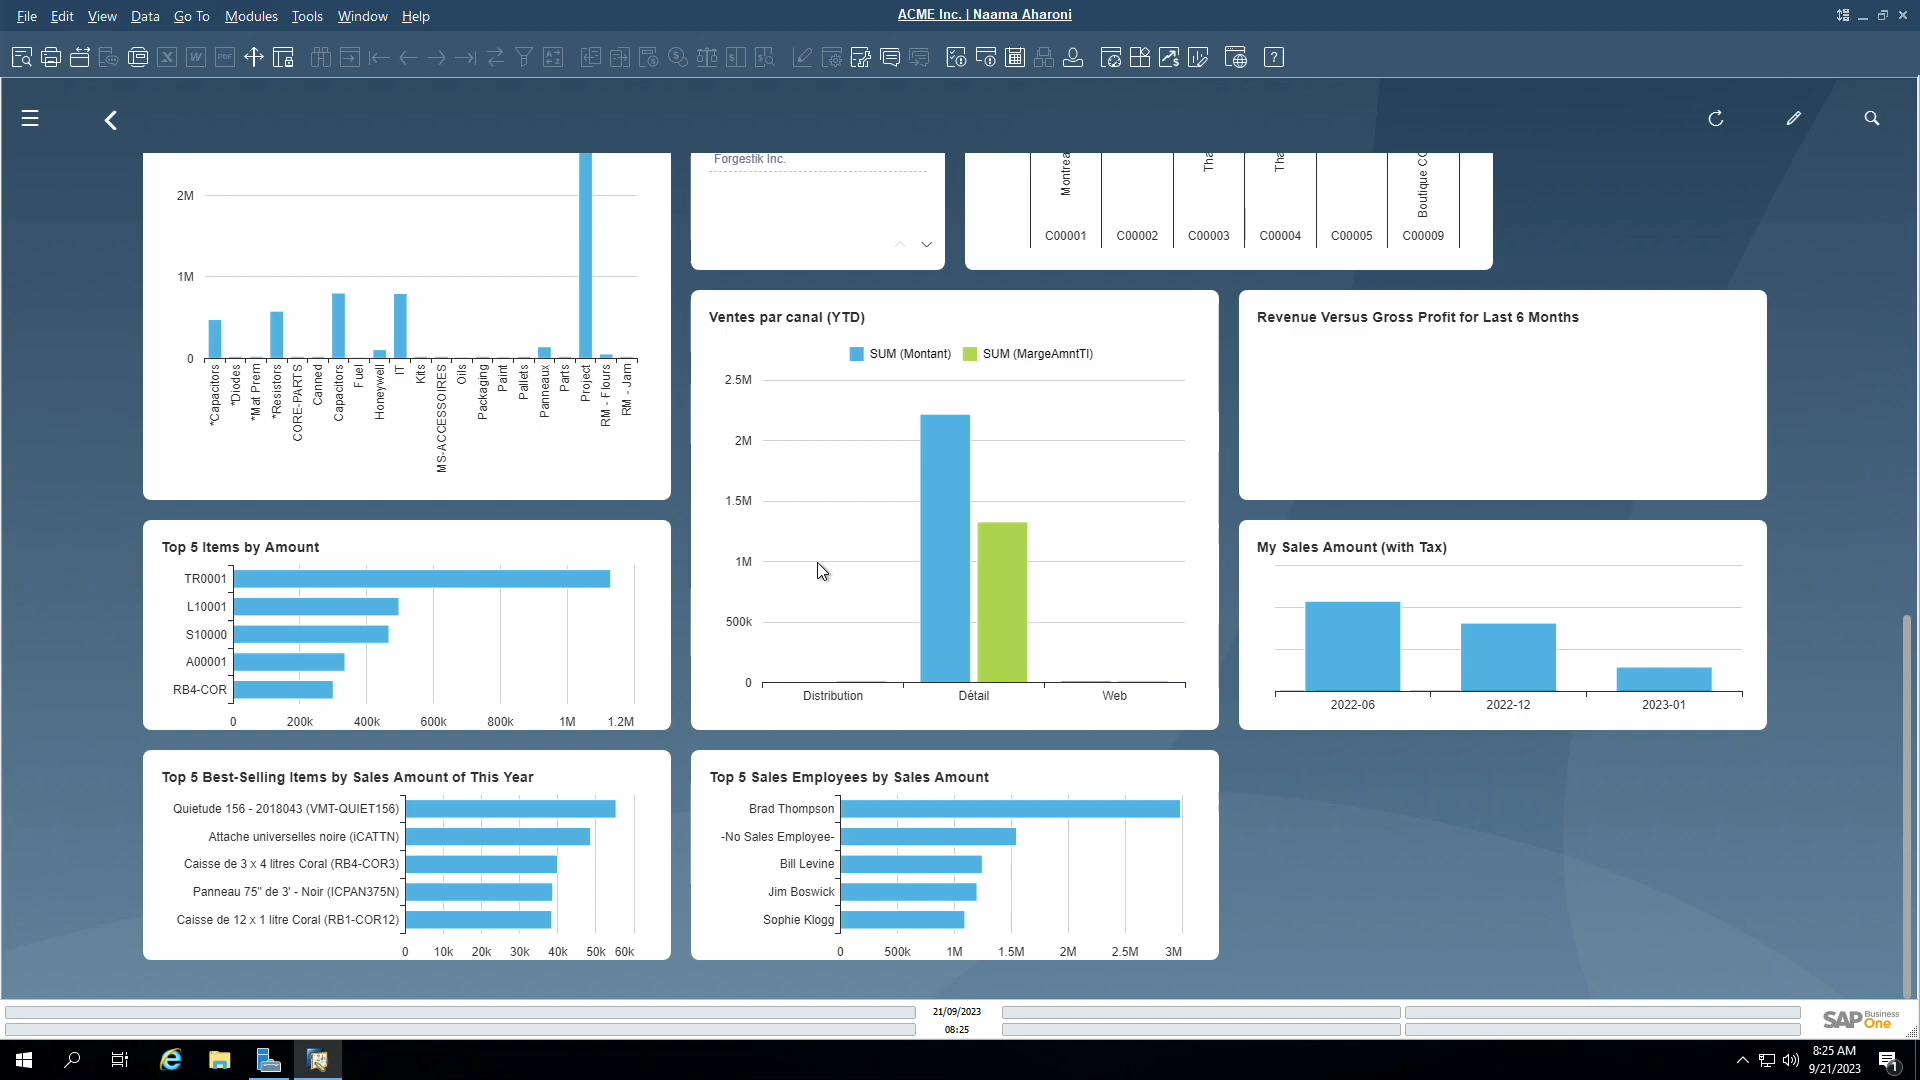 File Edit View Data Go To Modules Tools Window Help
ACME Inc. | Naama Aharoni
2M
1M
0
*Capacitors
*Diodes
*Mat Prem
*Resistors
CORE-PARTS
Canned
Capacitors
Fuel
Honeywell
IT
Kits
MS-ACCESSOIRES
Oils
Packaging
Paint
Pallets
Panneaux
Parts
Project
RM - Flours
RM - Jam
Forgestik Inc.
Montrea
Tha
Tha
Boutique CC
C00001 C00002 C00003 C00004 C00005 C00009
Ventes par canal (YTD)
SUM (Montant) SUM (MargeAmntTI)
2.5M
2M
1.5M
1M
500k
0
Distribution Détail Web
Revenue Versus Gross Profit for Last 6 Months
Top 5 Items by Amount
TR0001
L10001
S10000
A00001
RB4-COR
0 200k 400k 600k 800k 1M 1.2M
My Sales Amount (with Tax)
2022-06 2022-12 2023-01
Top 5 Best-Selling Items by Sales Amount of This Year
Quietude 156 - 2018043 (VMT-QUIET156)
Attache universelles noire (iCATTN)
Caisse de 3 x 4 litres Coral (RB4-COR3)
Panneau 75" de 3' - Noir (ICPAN375N)
Caisse de 12 x 1 litre Coral (RB1-COR12)
0 10k 20k 30k 40k 50k 60k
Top 5 Sales Employees by Sales Amount
Brad Thompson
-No Sales Employee-
Bill Levine
Jim Boswick
Sophie Klogg
0 500k 1M 1.5M 2M 2.5M 3M
21/09/2023
08:25
SAP Business One
8:25 AM
9/21/2023
1